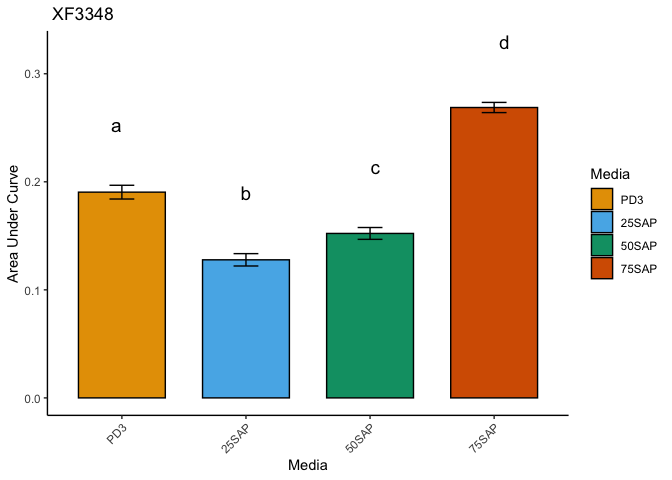 XF3348
d
a
c
b
Area Under Curve
0.3
0.2
0.1
0.0
PD3
25SAP
50SAP
75SAP
Media
Media
PD3
25SAP
50SAP
75SAP